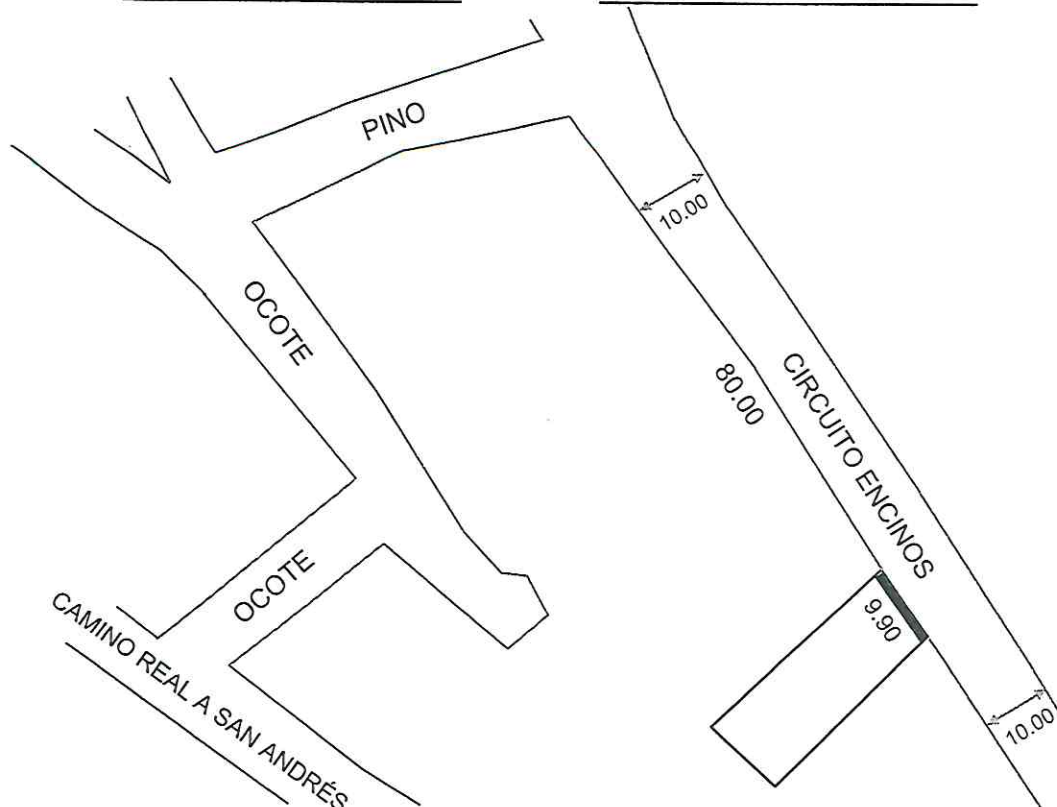 PINO
10.00
OCOTE
80.00
CIRCUITO ENCINOS
OCOTE
9.90
CAMINO REAL A SAN ANDRÉS
10.00